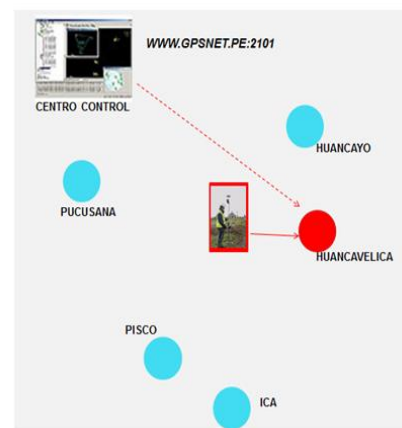 WWW.GPSNET.PE:2101
CENTRO CONTROL
HUANCAYO
PUCUSANA
HUANCAVELICA
PISCO
ICA